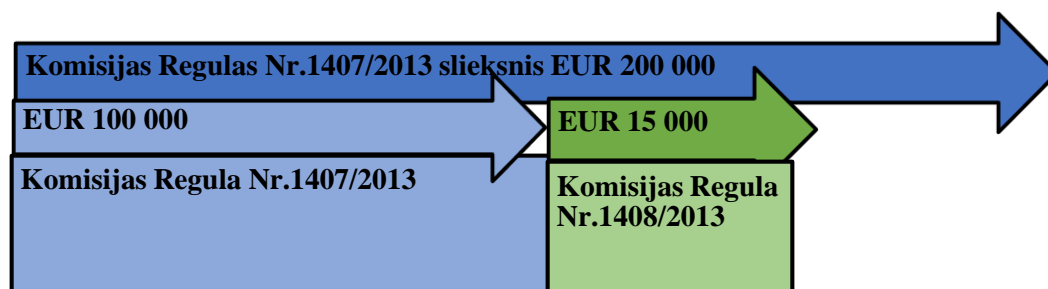 Komisijas Regulas Nr.1407/2013 slieksnis EUR 200 000
EUR 100 000
EUR 15 000
Komisijas Regula Nr.1407/2013
Komisijas Regula
Nr.1408/2013